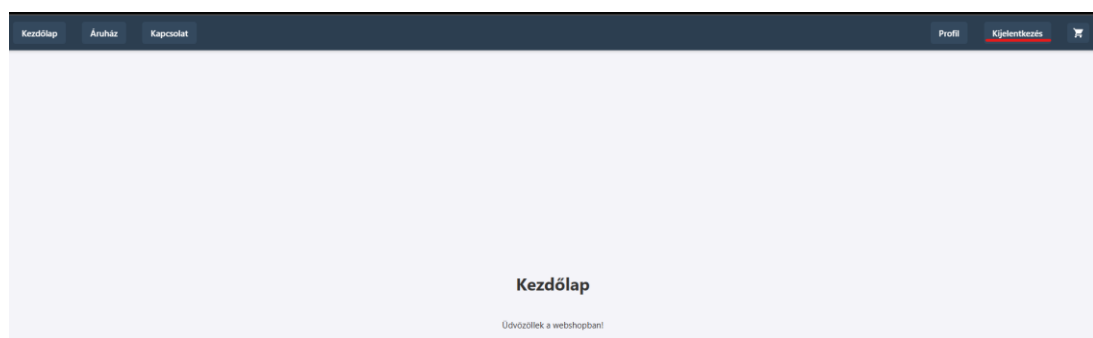 Kezdőlap Áruház Kapcsolat Profil Kijelentkezés
Kezdőlap
Üdvözöllek a webshopban!